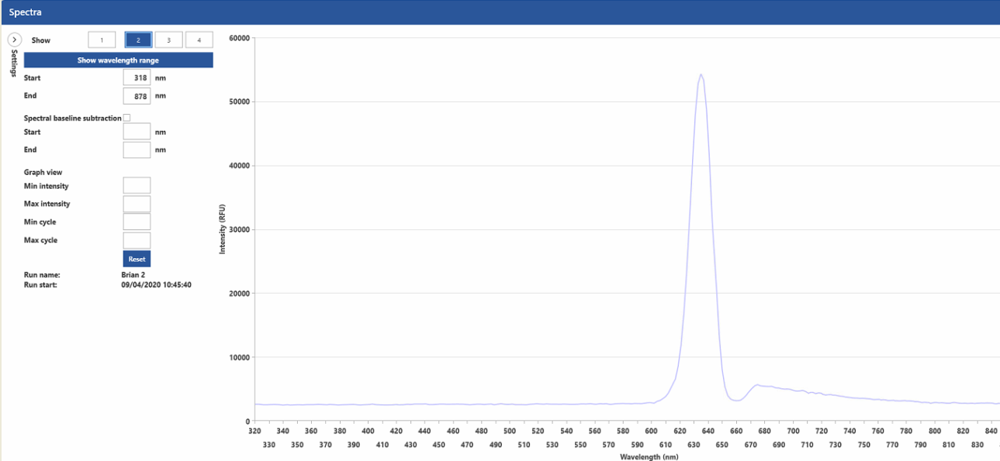 Spectra
Show 1 2 3 4
Settings
Show wavelength range
Start 318 nm
End 878 nm
Spectral baseline subtraction
Start nm
End nm
Graph view
Min intensity
Max intensity
Min cycle
Max cycle
Reset
Run name: Brian 2
Run start: 09/04/2020 10:45:40
Intensity (RFU)
60000
50000
40000
30000
20000
10000
0
320 340 360 380 400 420 440 460 480 500 520 540 560 580 600 620 640 660 680 700 720 740 760 780 800 820 840
330 350 370 390 410 430 450 470 490 510 530 550 570 590 610 630 650 670 690 710 730 750 770 790 810 830
Wavelength (nm)